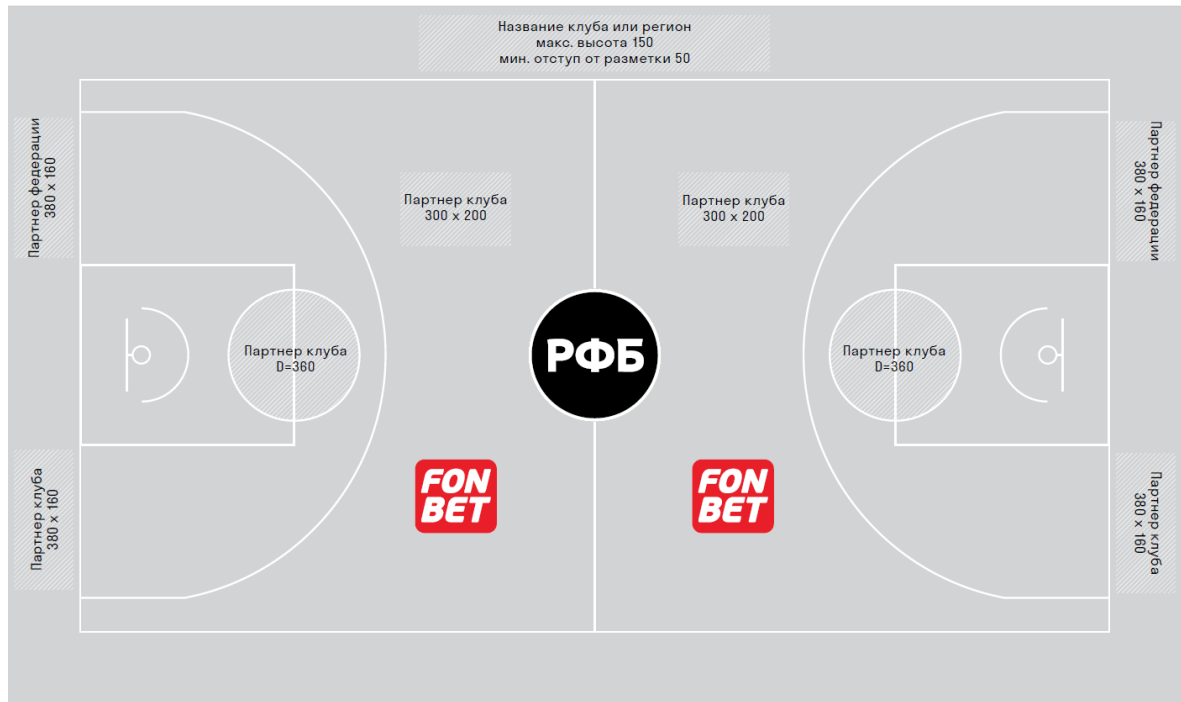 Название клуба или регион
макс. высота 150
мин. отступ от разметки 50
Партнер федерации
380 x 160
Партнер клуба
300 x 200
Партнер клуба
300 x 200
Партнер федерации
380 x 160
Партнер клуба
D=360
РФБ
Партнер клуба
D=360
Партнер клуба
380 x 160
FON
BET
FON
BET
Партнер клуба
380 x 160